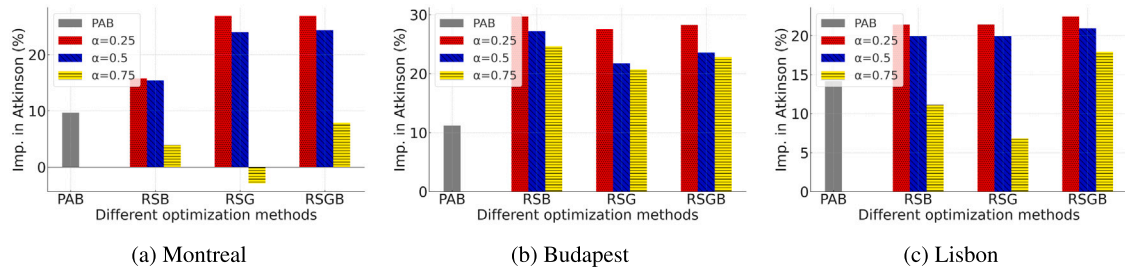 Imp. in Atkinson (%)
20
10
0
PAB
α=0.25
α=0.5
α=0.75
PAB RSB RSG RSGB
Different optimization methods
(a) Montreal
Imp. in Atkinson (%)
30
20
10
0
PAB
α=0.25
α=0.5
α=0.75
PAB RSB RSG RSGB
Different optimization methods
(b) Budapest
Imp. in Atkinson (%)
20
15
10
5
0
PAB
α=0.25
α=0.5
α=0.75
PAB RSB RSG RSGB
Different optimization methods
(c) Lisbon